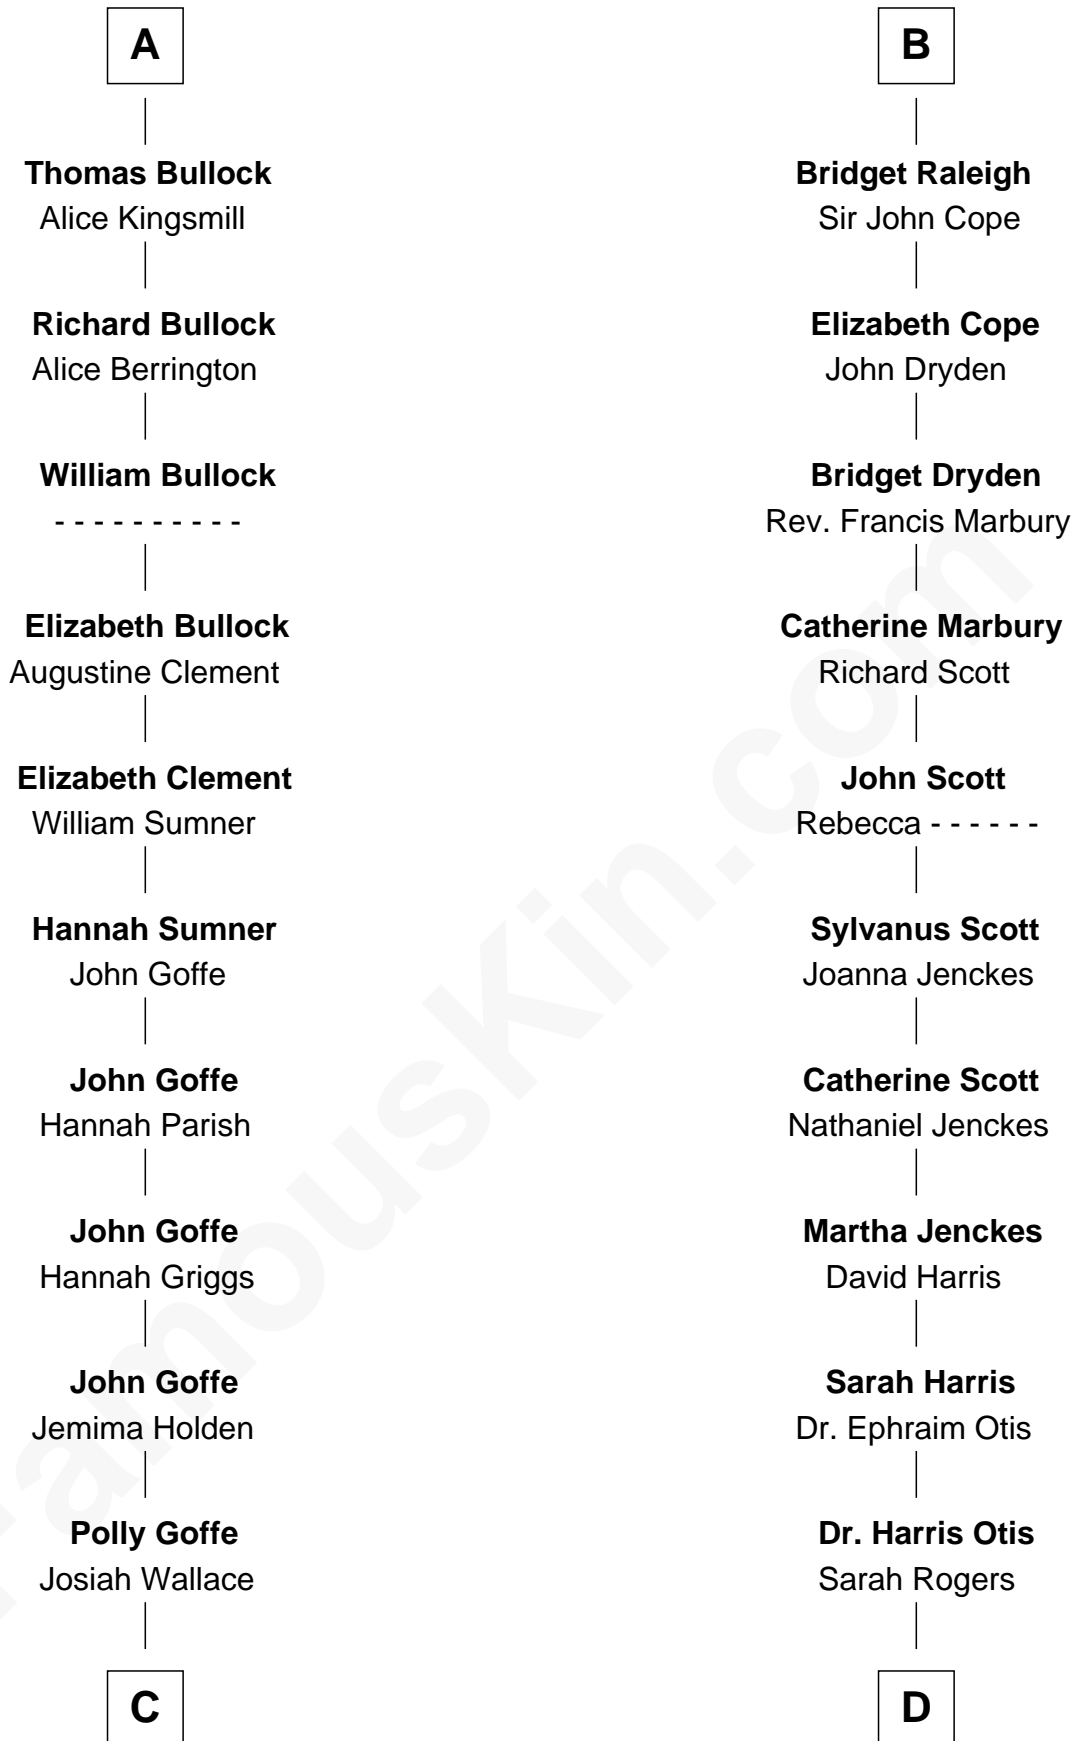 A
Thomas Bullock
Alice Kingsmill
Richard Bullock
Alice Berrington
William Bullock
- - - - - - - - - -
Elizabeth Bullock
Augustine Clement
Elizabeth Clement
William Sumner
Hannah Sumner
John Goffe
John Goffe
Hannah Parish
John Goffe
Hannah Griggs
John Goffe
Jemima Holden
Polly Goffe
Josiah Wallace
C
B
Bridget Raleigh
Sir John Cope
Elizabeth Cope
John Dryden
Bridget Dryden
Rev. Francis Marbury
Catherine Marbury
Richard Scott
John Scott
Rebecca - - - - - -
Sylvanus Scott
Joanna Jenckes
Catherine Scott
Nathaniel Jenckes
Martha Jenckes
David Harris
Sarah Harris
Dr. Ephraim Otis
Dr. Harris Otis
Sarah Rogers
D
FamousKin.com